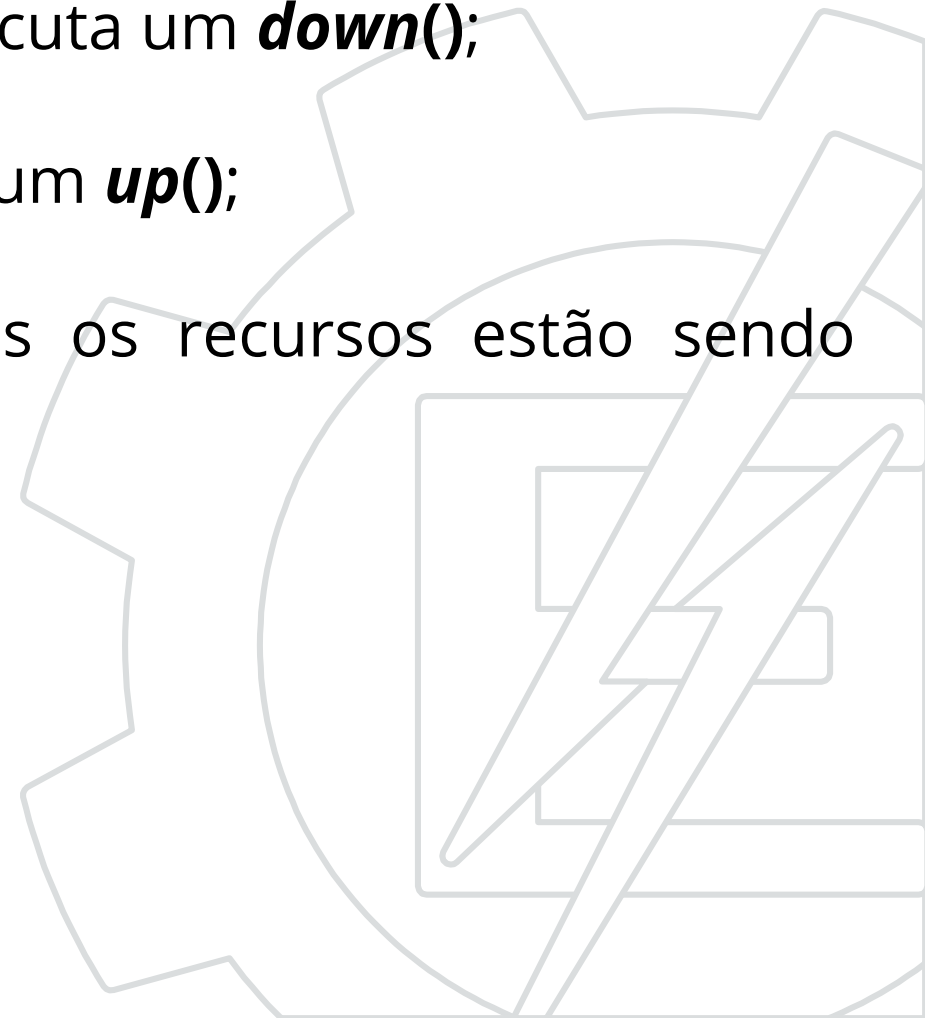 cuta um down();
um up();
s os recursos estão sendo